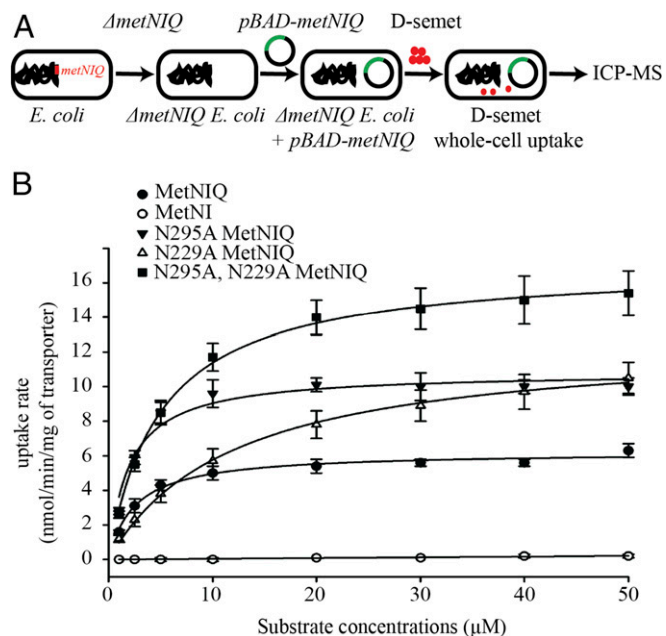 A
ΔmetNIQ pBAD-metNIQ D-semet
metNIQ
ICP-MS
E. coli ΔmetNIQ E. coli ΔmetNIQ E. coli D-semet
+ pBAD-metNIQ whole-cell uptake
B
MetNIQ
MetNI
N295A MetNIQ
N229A MetNIQ
N295A, N229A MetNIQ
uptake rate
(nmol/min/mg of transporter)
16
14
12
10
8
6
4
2
0
0 10 20 30 40 50
Substrate concentrations (µM)